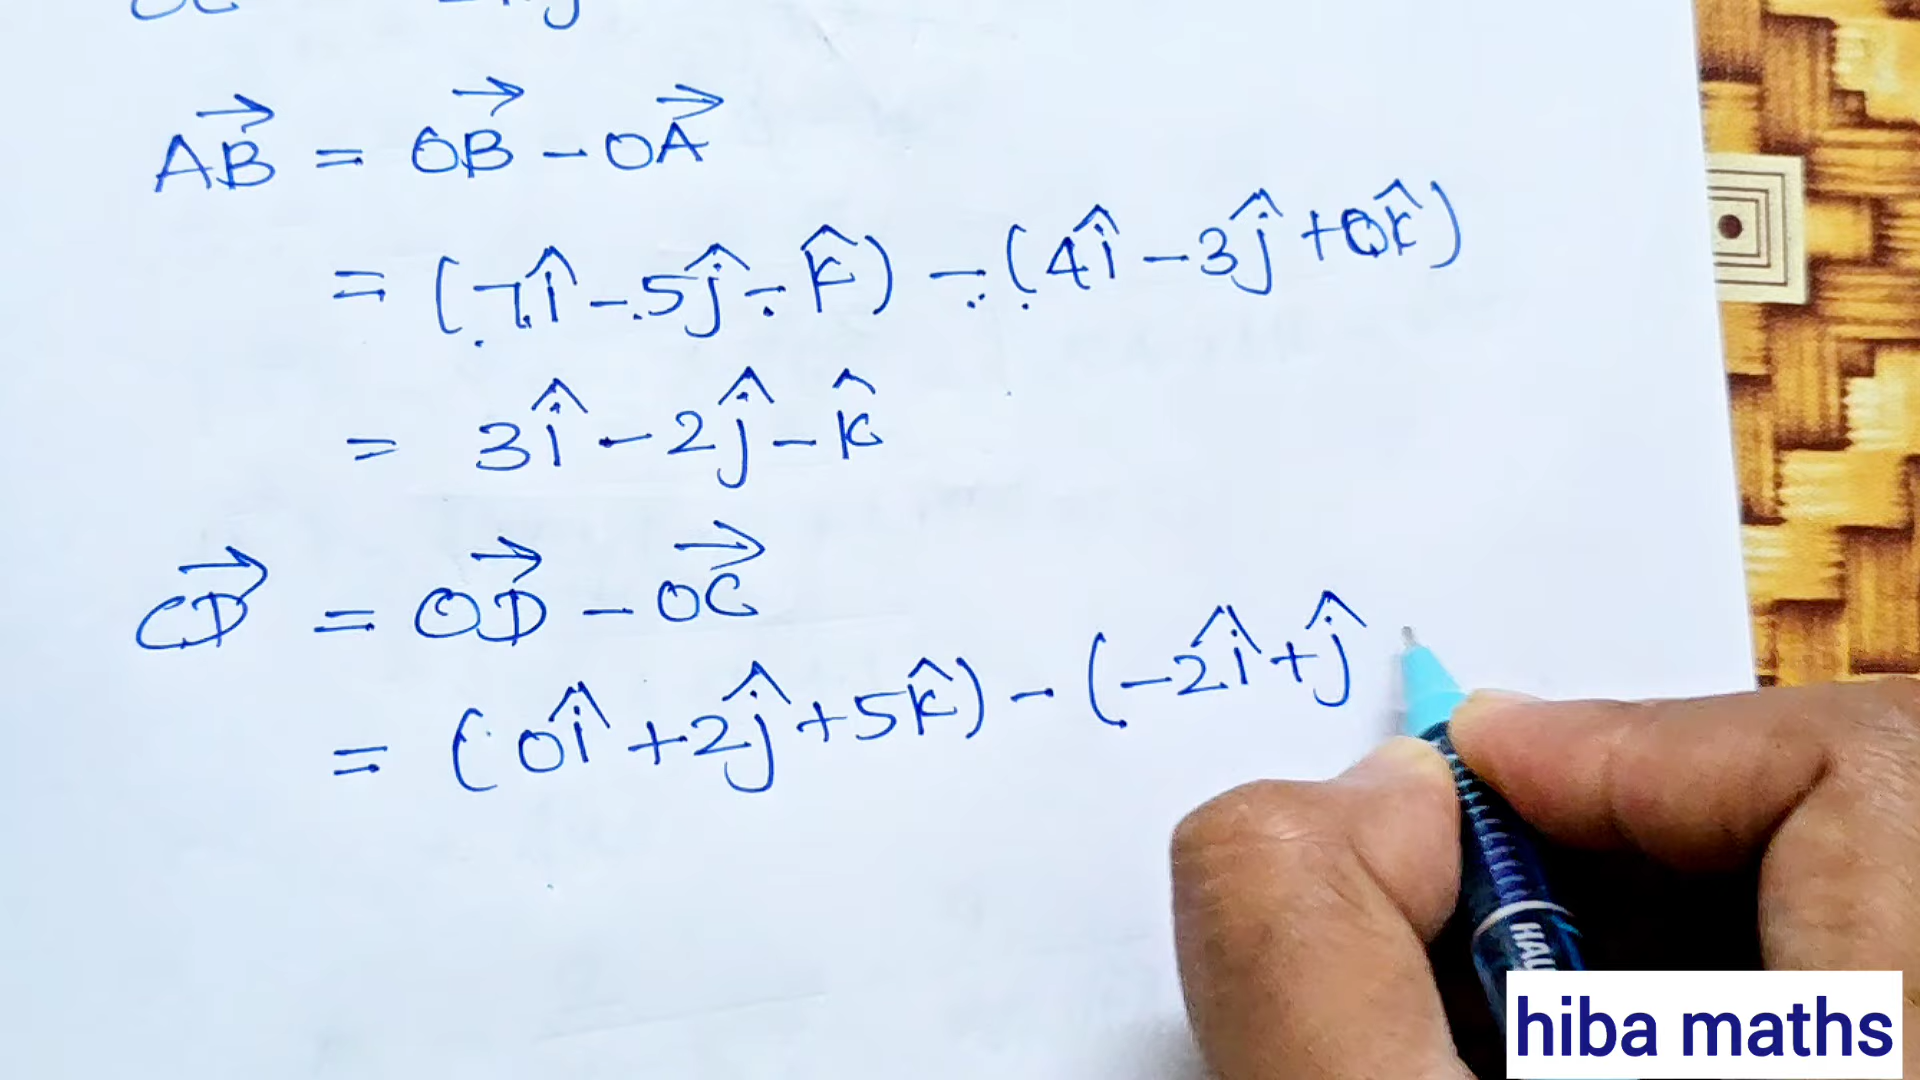 AB⃗ = OB⃗ - OA⃗
= (7î - 5ĵ - k̂) - (4î - 3ĵ + 0k̂)
= 3î - 2ĵ - k̂
CD⃗ = OD⃗ - OC⃗
= (0î + 2ĵ + 5k̂) - (-2î + ĵ
HAU
hiba maths